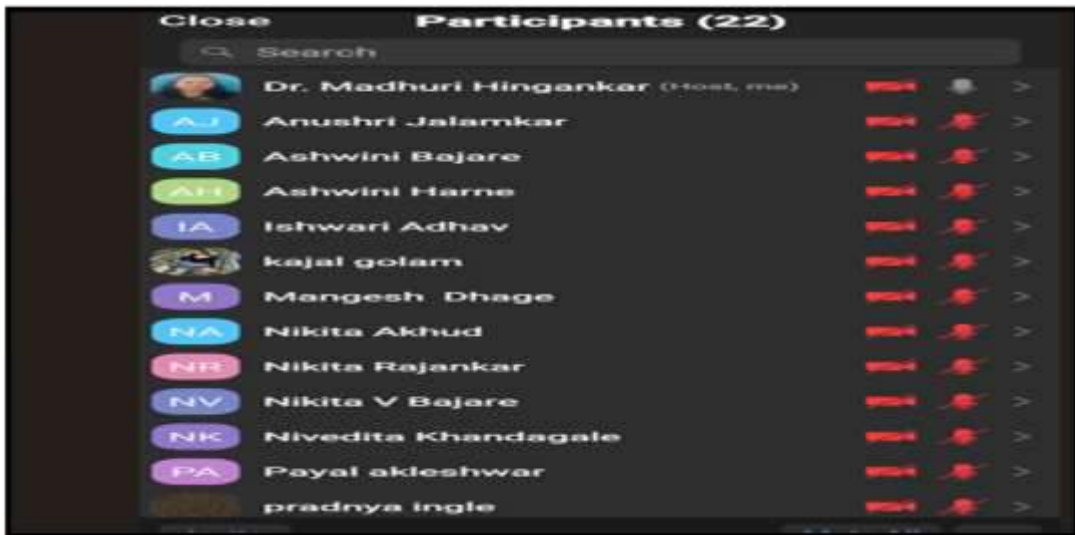 Close Participants (22)
Search
Dr. Madhuri Hingankar (Host, me)
AJ Anushri Jalamkar
AB Ashwini Bajare
AH Ashwini Harne
IA Ishwari Adhav
kajal golam
M Mangesh Dhage
NA Nikita Akhud
NR Nikita Rajankar
NV Nikita V Bajare
NK Nivedita Khandagale
PA Payal akleshwar
pradnya ingle